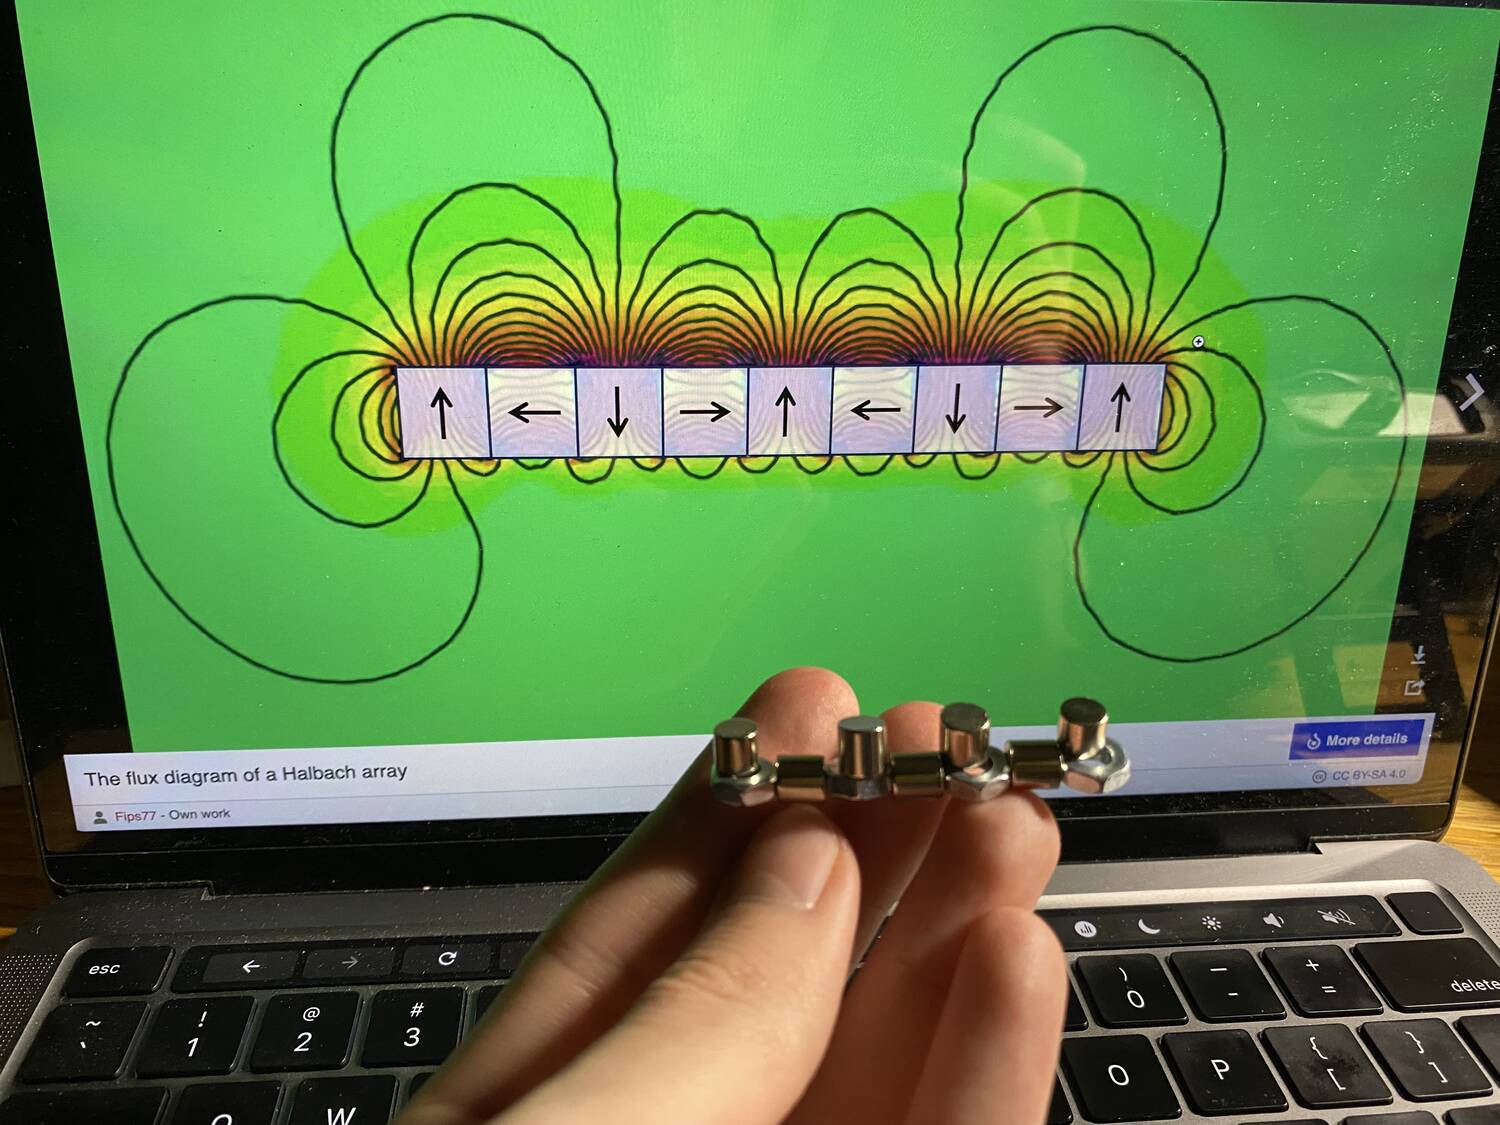 The flux diagram of a Halbach array
More details
Fips77 - Own work
CC BY-SA 4.0
esc
~ ! @ # ) — +
` 1 2 3 0 - = delete
W O P { }
[ ]